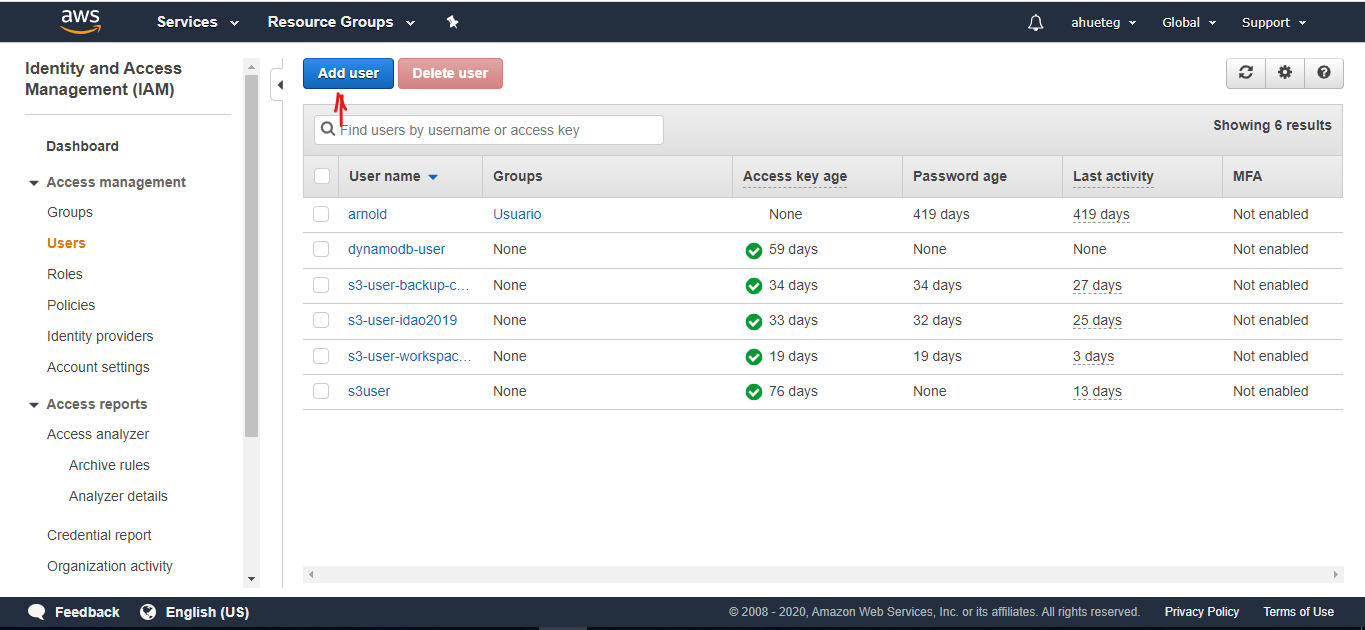 aws Services Resource Groups ahueteg Global Support
Identity and Access
Management (IAM)
Dashboard
Access management
Groups
Users
Roles
Policies
Identity providers
Account settings
Access reports
Access analyzer
Archive rules
Analyzer details
Credential report
Organization activity
Add user Delete user
Find users by username or access key
Showing 6 results
User name Groups Access key age Password age Last activity MFA
arnold Usuario None 419 days 419 days Not enabled
dynamodb-user None 59 days None None Not enabled
s3-user-backup-c... None 34 days 34 days 27 days Not enabled
s3-user-idao2019 None 33 days 32 days 25 days Not enabled
s3-user-workspac... None 19 days 19 days 3 days Not enabled
s3user None 76 days None 13 days Not enabled
Feedback English (US) © 2008 - 2020, Amazon Web Services, Inc. or its affiliates. All rights reserved. Privacy Policy Terms of Use